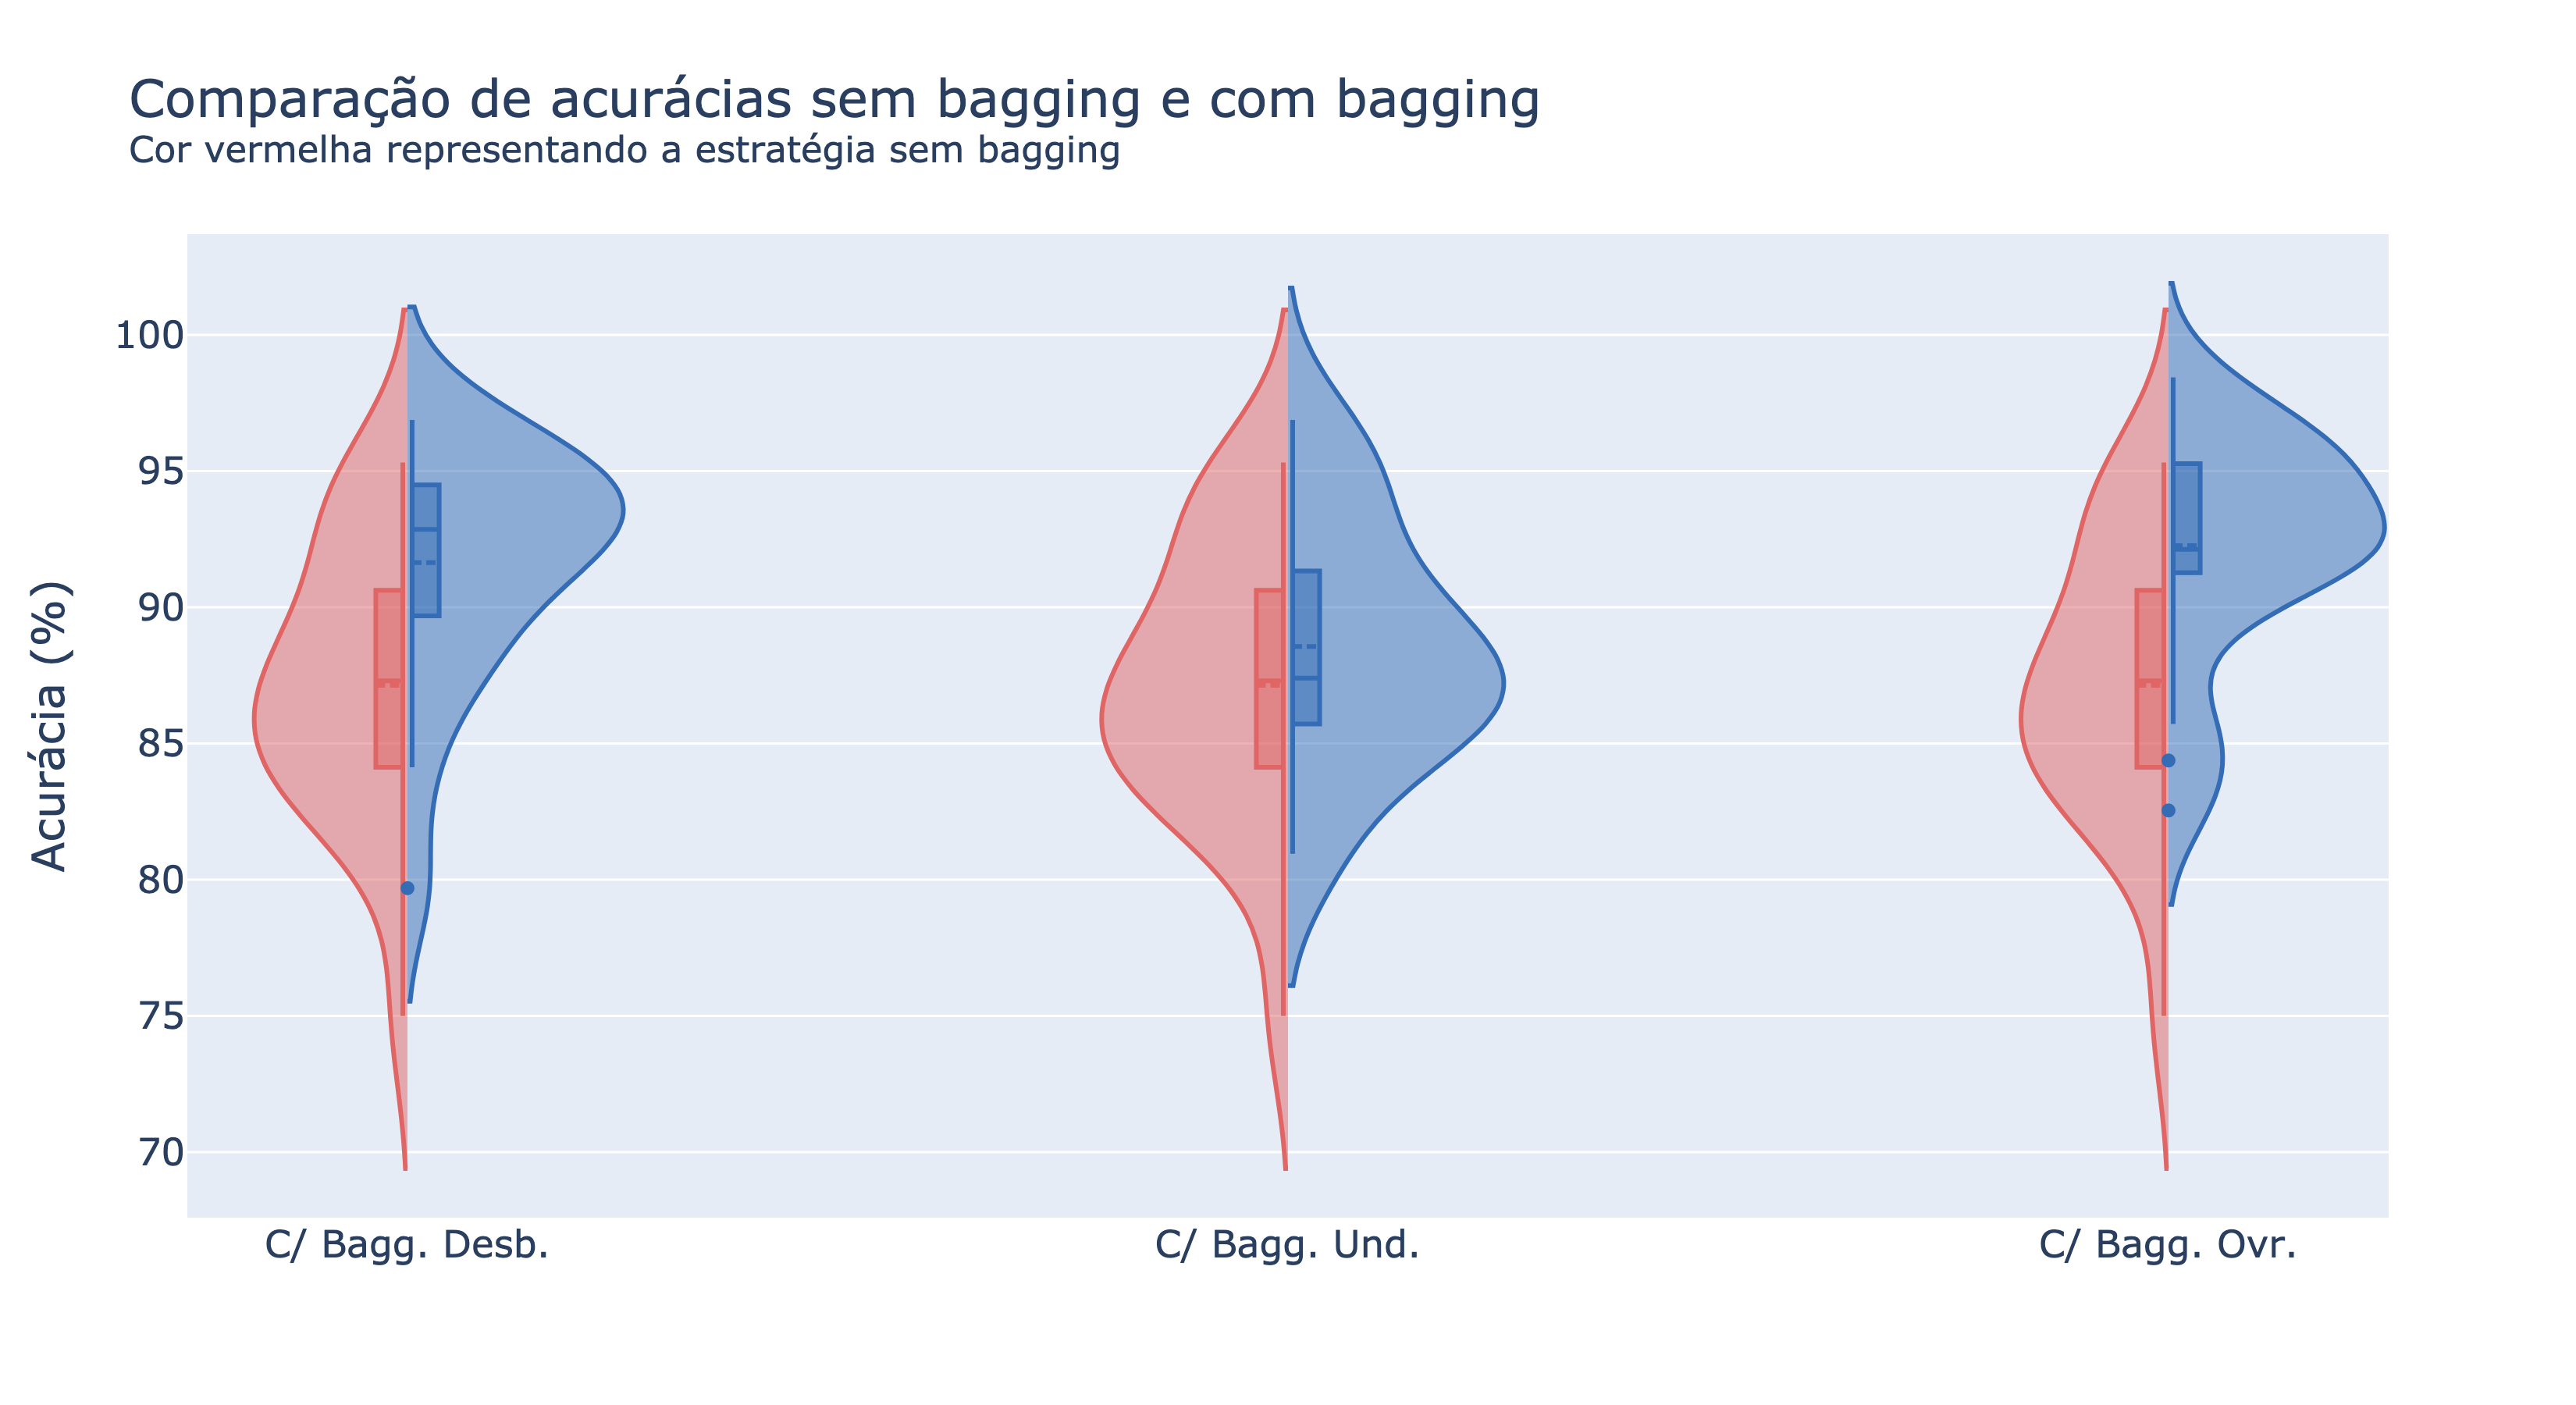 Comparação de acurácias sem bagging e com bagging
Cor vermelha representando a estratégia sem bagging
Acurácia (%)
100
95
90
85
80
75
70
C/ Bagg. Desb.
C/ Bagg. Und.
C/ Bagg. Ovr.